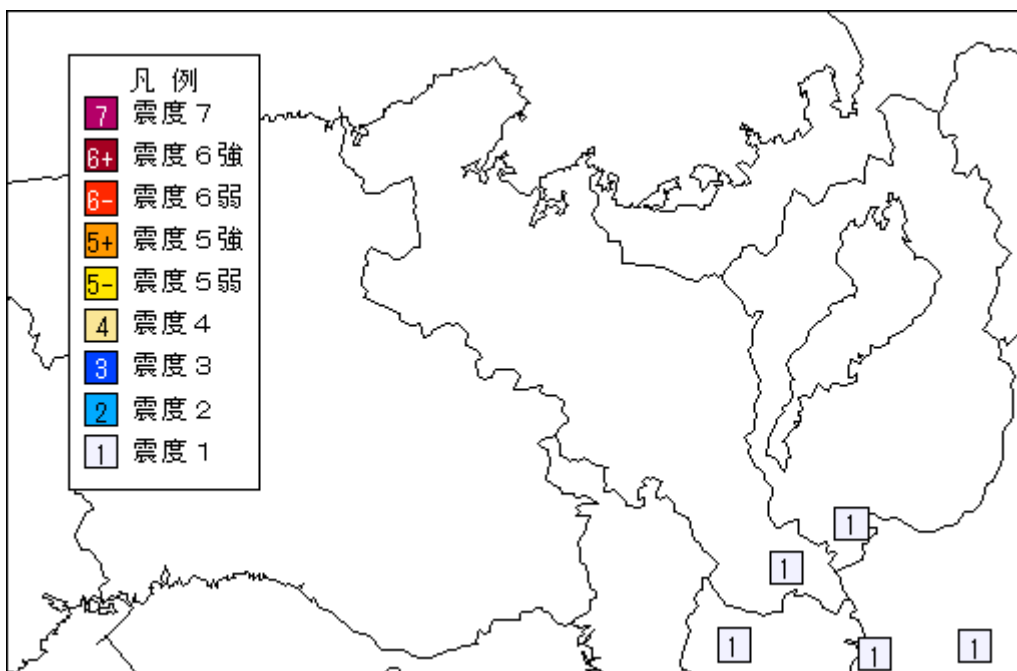 凡 例
7 震度７
6+ 震度６強
6- 震度６弱
5+ 震度５強
5- 震度５弱
4 震度４
3 震度３
2 震度２
1 震度１
1
1
1
1
1